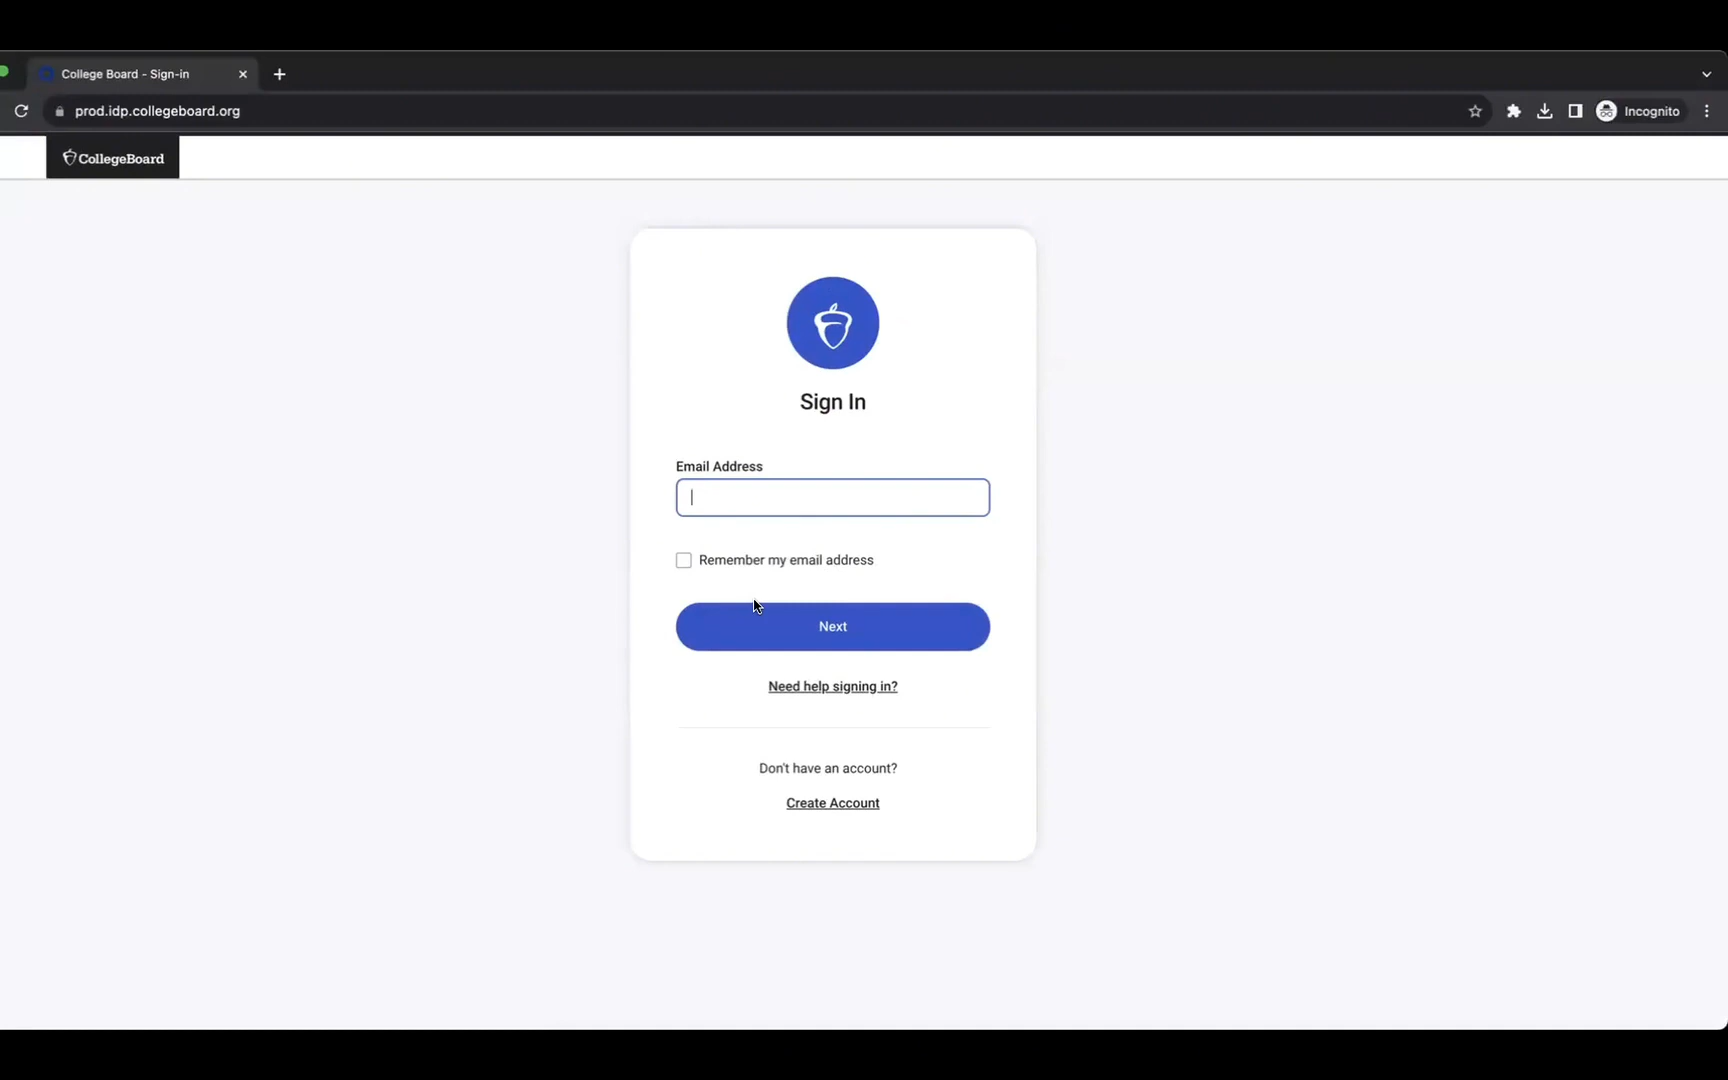 College Board - Sign-in
prod.idp.collegeboard.org
Incognito
CollegeBoard
Sign In
Email Address
Remember my email address
Next
Need help signing in?
Don't have an account?
Create Account